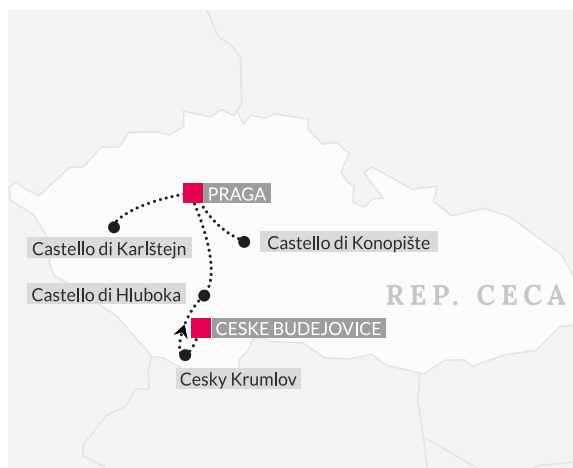 PRAGA
Castello di Karlštejn
Castello di Konopište
Castello di Hluboka
REP. CECA
CESKE BUDEJOVICE
Cesky Krumlov